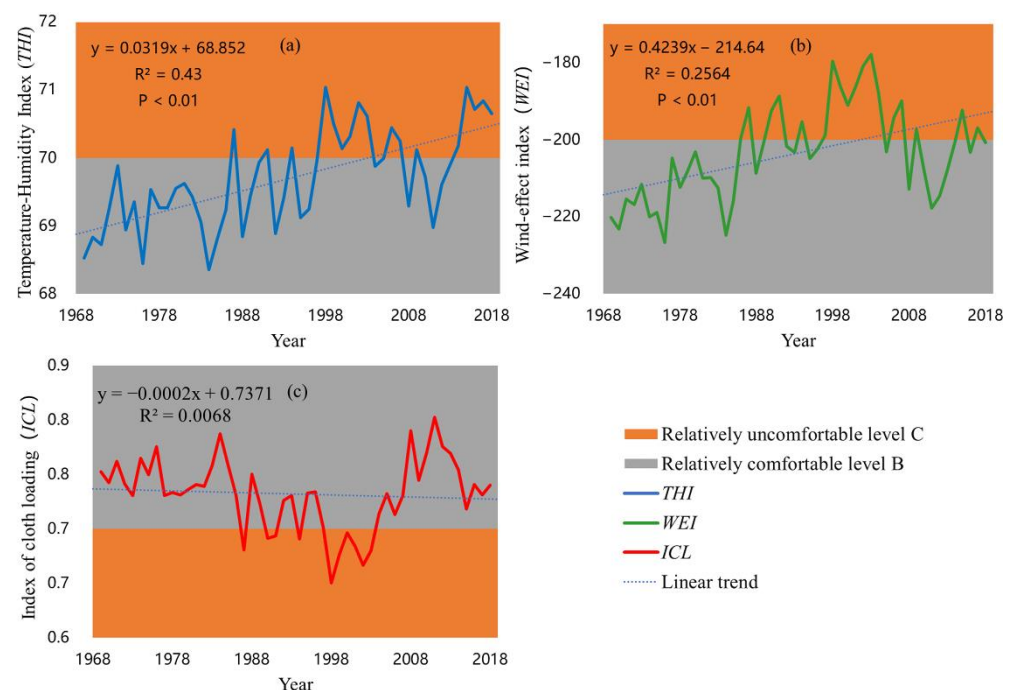 72
71
70
69
68
Temperature-Humidity Index (THI)
y = 0.0319x + 68.852 (a)
R² = 0.43
P < 0.01
1968 1978 1988 1998 2008 2018
Year
−180
−200
−220
−240
Wind-effect index (WEI)
y = 0.4239x − 214.64 (b)
R² = 0.2564
P < 0.01
1968 1978 1988 1998 2008 2018
Year
0.9
0.8
0.8
0.7
0.7
0.6
Index of cloth loading (ICL)
y = −0.0002x + 0.7371 (c)
R² = 0.0068
1968 1978 1988 1998 2008 2018
Year
Relatively uncomfortable level C
Relatively comfortable level B
THI
WEI
ICL
Linear trend